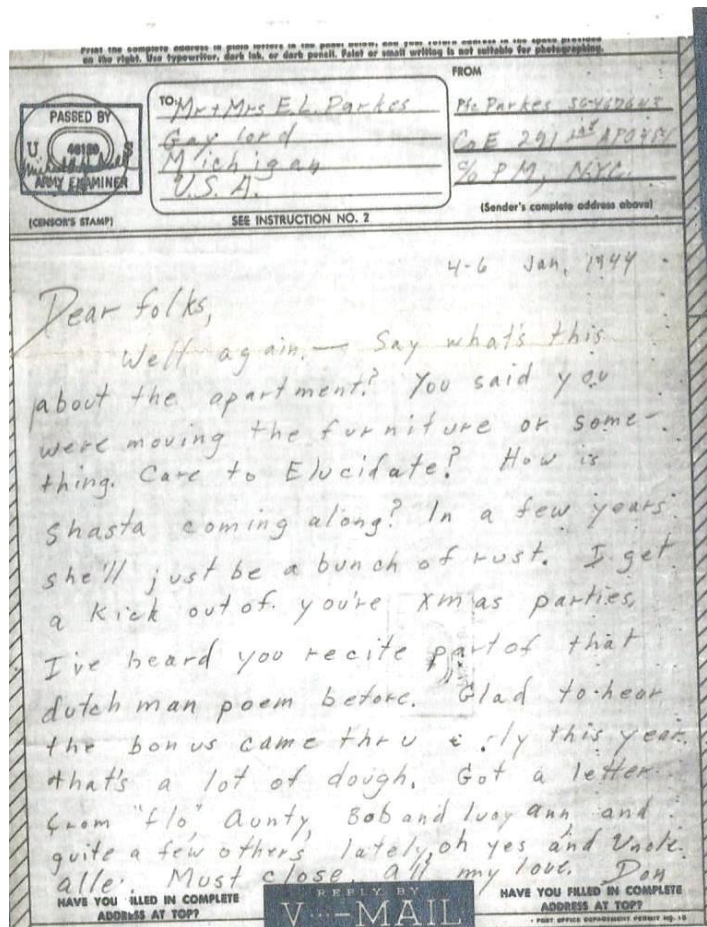 Print the complete address in plain letters in the panel below, and your return address in the space provided
on the right. Use typewriter, dark ink, or dark pencil. Faint or small writing is not suitable for photographing.
FROM
TO Mr + Mrs E.L. Parkes
Gaylord
Michigan
U.S.A.
Pfc Parkes
Co E 291
c/o PM, NYC.
PASSED BY
U S
ARMY EXAMINER
(CENSOR'S STAMP)
SEE INSTRUCTION NO. 2
(Sender's complete address above)
4-6 Jan, 1944
Dear folks,
Well again,— Say what's this
about the apartment? You said you
were moving the furniture or some-
thing. Care to Elucidate? How is
Shasta coming along? In a few years
she'll just be a bunch of rust. I get
a kick out of you're xmas parties,
I've heard you recite part of that
dutchman poem before. Glad to hear
the bonus came thru rly this year.
that's a lot of dough. Got a letter
from "flo", Aunty, Bob and Lucy Ann and
quite a few others lately, oh yes and Uncle
alle. Must close, all my love. Don
HAVE YOU FILLED IN COMPLETE
ADDRESS AT TOP?
REPLY BY
V···-MAIL
HAVE YOU FILLED IN COMPLETE
ADDRESS AT TOP?
POST OFFICE DEPARTMENT PERMIT NO.